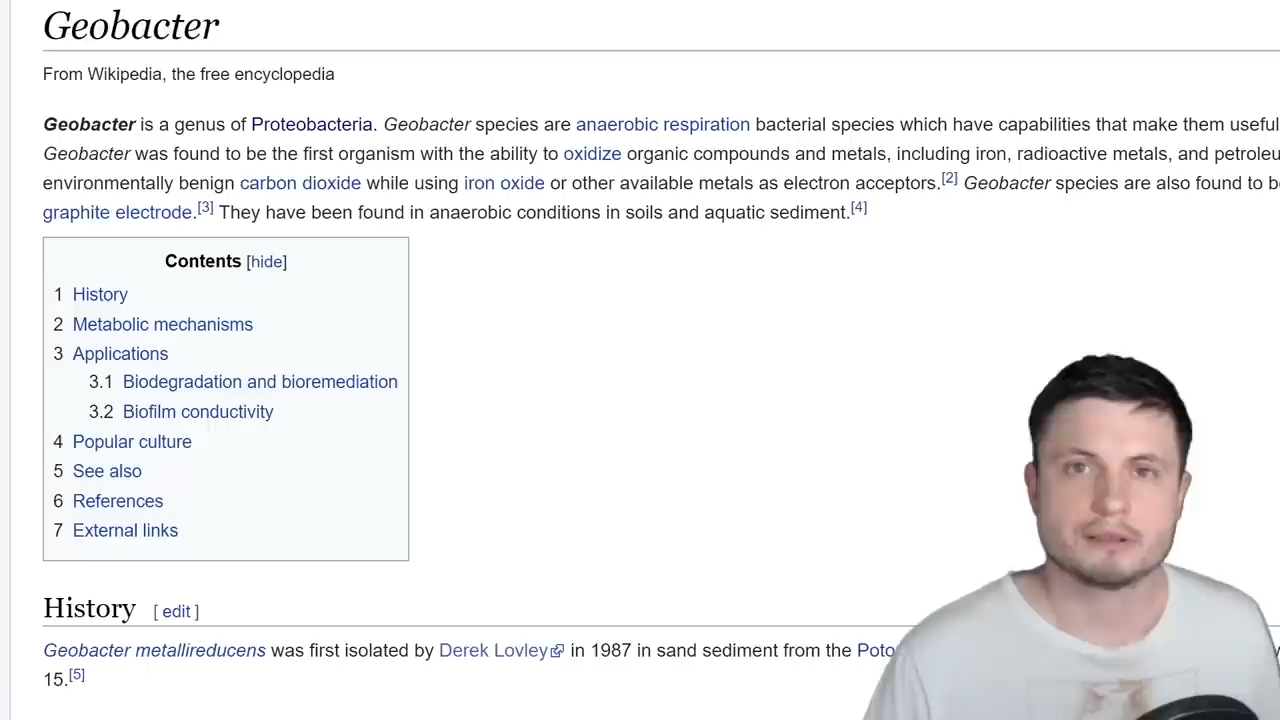 Geobacter
From Wikipedia, the free encyclopedia
Geobacter is a genus of Proteobacteria. Geobacter species are anaerobic respiration bacterial species which have capabilities that make them useful
Geobacter was found to be the first organism with the ability to oxidize organic compounds and metals, including iron, radioactive metals, and petroleu
environmentally benign carbon dioxide while using iron oxide or other available metals as electron acceptors.[2] Geobacter species are also found to be
graphite electrode.[3] They have been found in anaerobic conditions in soils and aquatic sediment.[4]
Contents [hide]
1 History
2 Metabolic mechanisms
3 Applications
3.1 Biodegradation and bioremediation
3.2 Biofilm conductivity
4 Popular culture
5 See also
6 References
7 External links
History [ edit ]
Geobacter metallireducens was first isolated by Derek Lovley in 1987 in sand sediment from the Poto
15.[5]